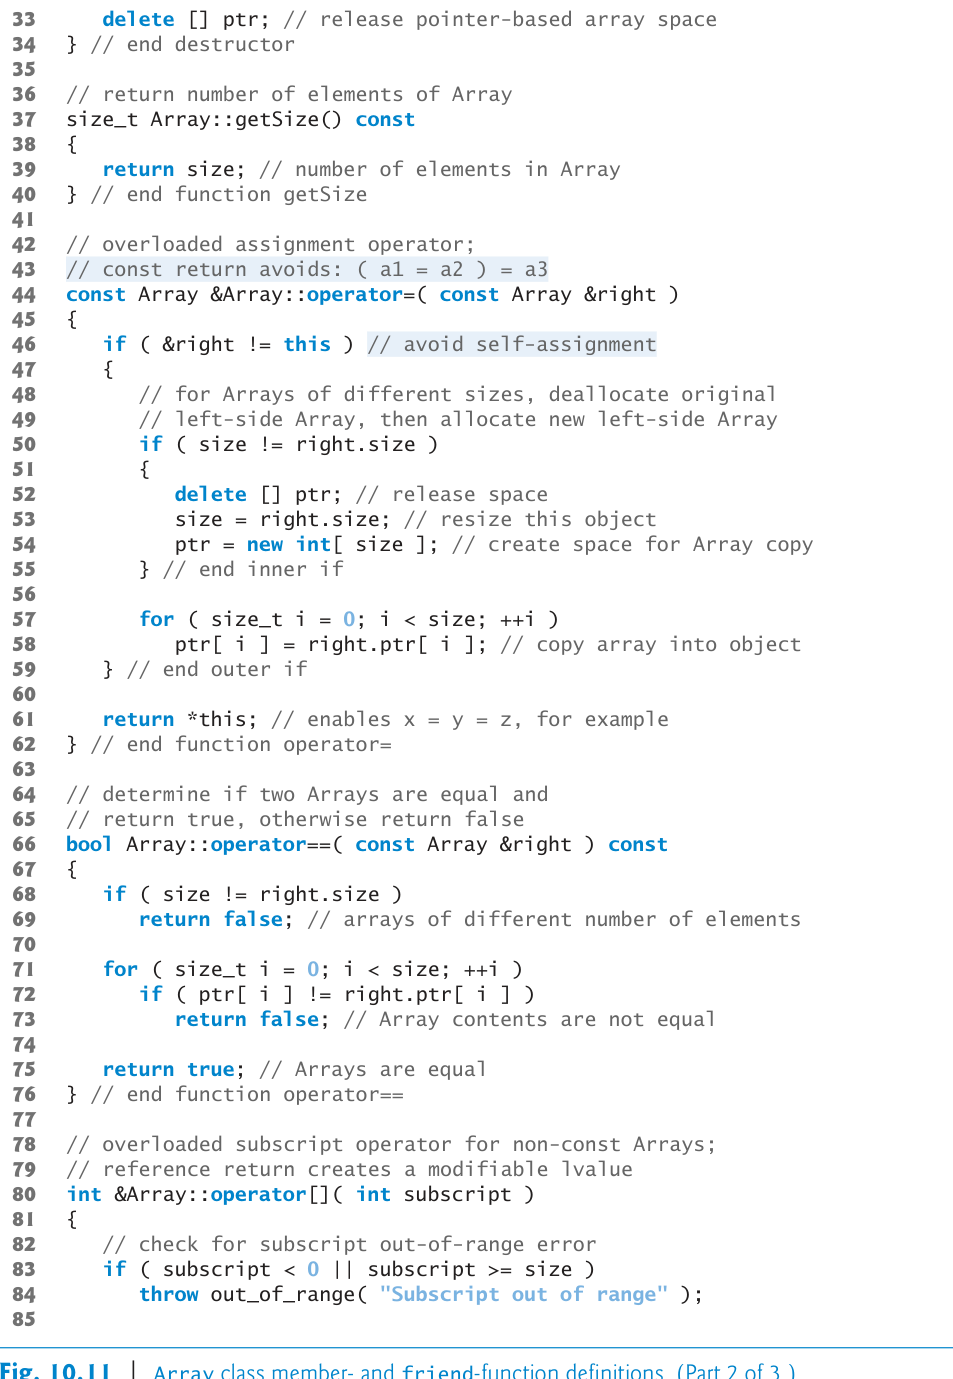 33 delete [] ptr; // release pointer-based array space
34 } // end destructor
35
36 // return number of elements of Array
37 size_t Array::getSize() const
38 {
39 return size; // number of elements in Array
40 } // end function getSize
41
42 // overloaded assignment operator;
43 // const return avoids: ( a1 = a2 ) = a3
44 const Array &Array::operator=( const Array &right )
45 {
46 if ( &right != this ) // avoid self-assignment
47 {
48 // for Arrays of different sizes, deallocate original
49 // left-side Array, then allocate new left-side Array
50 if ( size != right.size )
51 {
52 delete [] ptr; // release space
53 size = right.size; // resize this object
54 ptr = new int[ size ]; // create space for Array copy
55 } // end inner if
56
57 for ( size_t i = 0; i < size; ++i )
58 ptr[ i ] = right.ptr[ i ]; // copy array into object
59 } // end outer if
60
61 return *this; // enables x = y = z, for example
62 } // end function operator=
63
64 // determine if two Arrays are equal and
65 // return true, otherwise return false
66 bool Array::operator==( const Array &right ) const
67 {
68 if ( size != right.size )
69 return false; // arrays of different number of elements
70
71 for ( size_t i = 0; i < size; ++i )
72 if ( ptr[ i ] != right.ptr[ i ] )
73 return false; // Array contents are not equal
74
75 return true; // Arrays are equal
76 } // end function operator==
77
78 // overloaded subscript operator for non-const Arrays;
79 // reference return creates a modifiable lvalue
80 int &Array::operator[]( int subscript )
81 {
82 // check for subscript out-of-range error
83 if ( subscript < 0 || subscript >= size )
84 throw out_of_range( "Subscript out of range" );
85
Fig. 10.11 | Array class member- and friend-function definitions. (Part 2 of 3.)